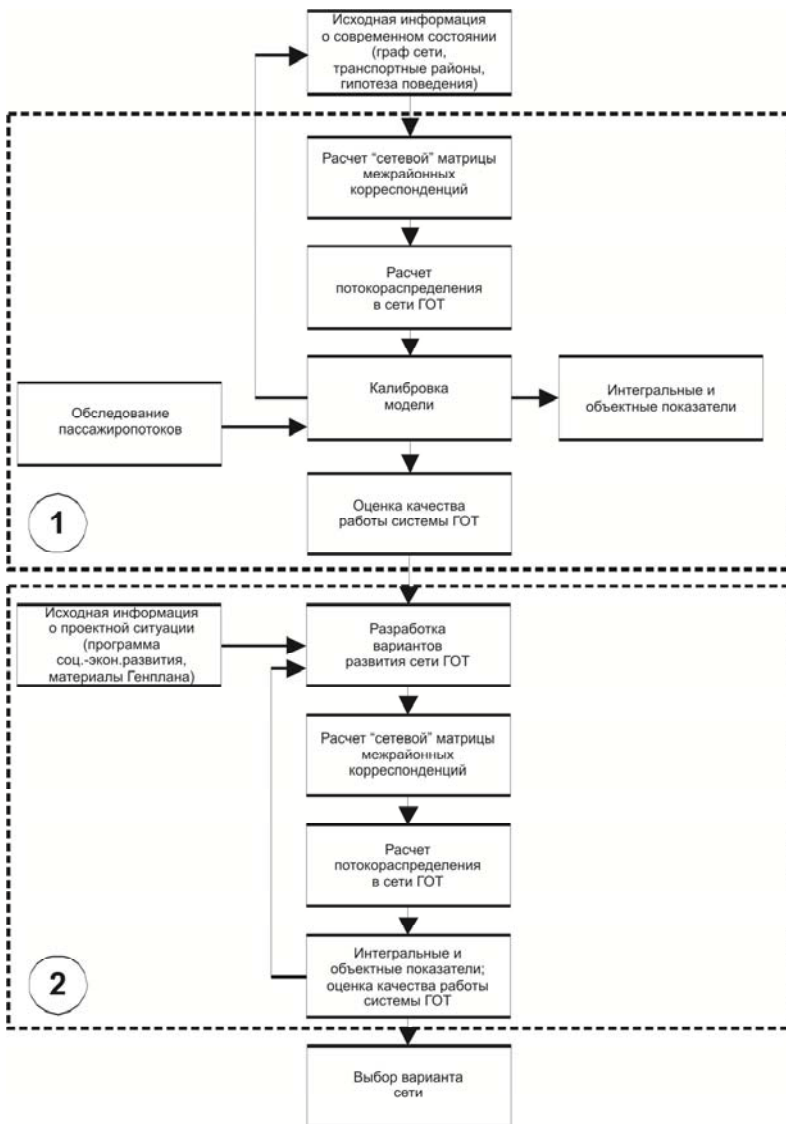 Исходная информация
о современном состоянии
(граф сети,
транспортные районы,
гипотеза поведения)
Расчет "сетевой" матрицы
межрайонных
корреспонденций
Расчет
потокораспределения
в сети ГОТ
Калибровка
модели
Интегральные и
объектные показатели
Обследование
пассажиропотоков
Оценка качества
работы системы ГОТ
1
Исходная информация
о проектной ситуации
(программа
соц.-экон.развития,
материалы Генплана)
Разработка
вариантов
развития сети ГОТ
Расчет "сетевой" матрицы
межрайонных
корреспонденций
Расчет
потокораспределения
в сети ГОТ
Интегральные и
объектные показатели;
оценка качества работы
системы ГОТ
2
Выбор варианта
сети